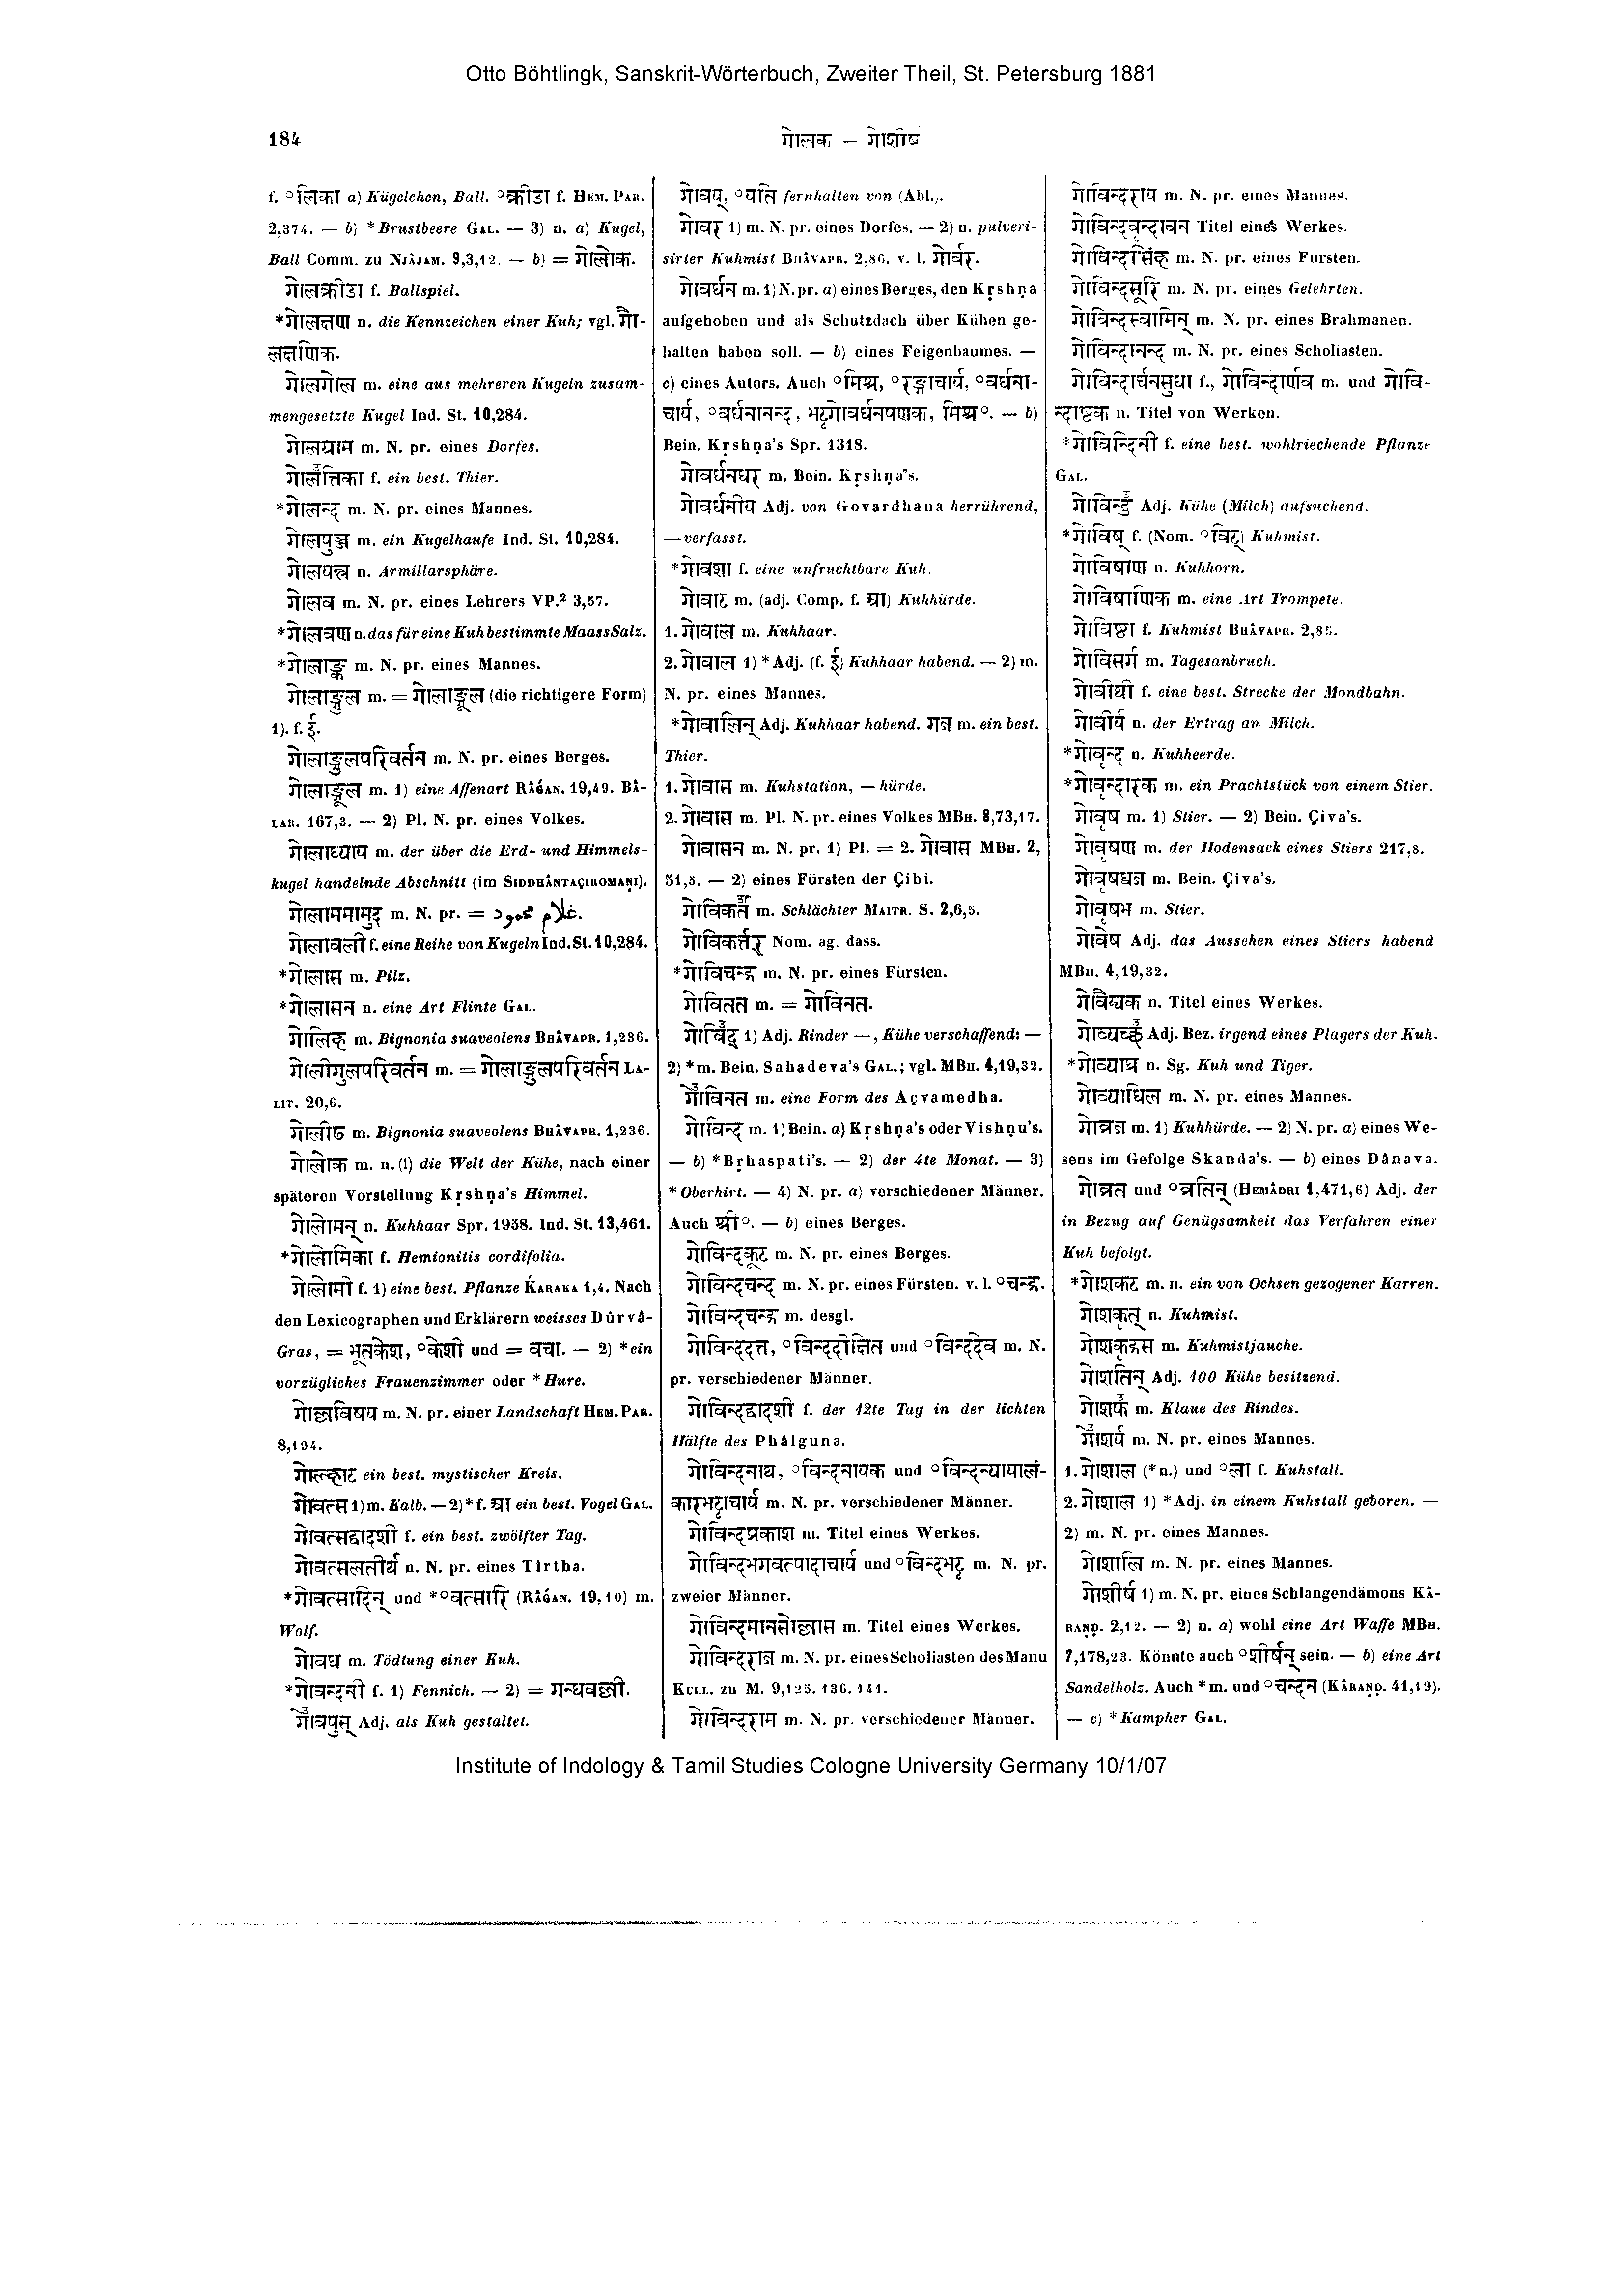 Otto Böhtlingk, Sanskrit-Wörterbuch, Zweiter Theil, St. Petersburg 1881
184
गोलक – गोशीर्ष
f. ॰लिका a) Kügelchen, Ball. ॰क्रीडा f. Hem. Par.
2,374. — b) *Brustbeere Gal. — 3) n. a) Kugel,
Ball Comm. zu Njâjam. 9,3,12. — b) = गोलोक.
गोलक्रीडा f. Ballspiel.
*गोलक्षण n. die Kennzeichen einer Kuh; vgl. गौ-
लक्षणिक.
गोलगोल m. eine aus mehreren Kugeln zusam-
mengesetzte Kugel Ind. St. 10,284.
गोलग्राम m. N. pr. eines Dorfes.
गोलत्तिका f. ein best. Thier.
*गोलन्द m. N. pr. eines Mannes.
गोलपुञ्ज m. ein Kugelhaufe Ind. St. 10,284.
गोलयन्त्र n. Armillarsphäre.
गोलव m. N. pr. eines Lehrers VP.² 3,57.
*गोलवण n. das für eine Kuh bestimmte Maass Salz.
*गोलाङ्क m. N. pr. eines Mannes.
गोलाङ्गुल m. = गोलाङ्गूल (die richtigere Form)
1). f. ई.
गोलाङ्गुलपरिवर्तन m. N. pr. eines Berges.
गोलाङ्गूल m. 1) eine Affenart Râgan. 19,49. Bâ-
lar. 167,3. — 2) Pl. N. pr. eines Volkes.
गोलाध्याय m. der über die Erd- und Himmels-
kugel handelnde Abschnitt (im Siddhântaçiromaṇi).
गोलाममामुद m. N. pr. = غلام محمود.
गोलावली f. eine Reihe von Kugeln Ind. St. 10,284.
*गोलास m. Pilz.
*गोलासन n. eine Art Flinte Gal.
गोलिह m. Bignonia suaveolens Bhâvapr. 1,236.
गोलीगुलपरिवर्तन m. = गोलाङ्गुलपरिवर्तन La-
lit. 20,6.
गोलीढ m. Bignonia suaveolens Bhâvapr. 1,236.
गोलोक m. n. (!) die Welt der Kühe, nach einer
späteren Vorstellung Kṛshṇa's Himmel.
गोलोमन् n. Kuhhaar Spr. 1958. Ind. St. 13,461.
*गोलोमिका f. Hemionitis cordifolia.
गोलोमी f. 1) eine best. Pflanze Karaka 1,4. Nach
den Lexicographen und Erklärern weisses Dûrvâ-
Gras, = भूतकेश, ॰केशी und = वचा. — 2) *ein
vorzügliches Frauenzimmer oder *Hure.
गोल्लविषय m. N. pr. einer Landschaft Hem. Par.
8,194.
गोल्हाट ein best. mystischer Kreis.
गोवत्स 1) m. Kalb. — 2) *f. आ ein best. Vogel Gal.
गोवत्सद्वादशी f. ein best. zwölfter Tag.
गोवत्सलतीर्थ n. N. pr. eines Tîrtha.
*गोवत्सादिन् und *॰वत्सारि (Râgan. 19,10) m.
Wolf.
गोवध m. Tödtung einer Kuh.
*गोवन्दनी f. 1) Fennich. — 2) = गन्धवल्ली.
गोवपुस् Adj. als Kuh gestaltet.
गोवय्, ॰यति fernhalten von (Abl.).
गोवर 1) m. N. pr. eines Dorfes. — 2) n. pulveri-
sirter Kuhmist Bhâvapr. 2,86. v. l. गोर्वर.
गोवर्धन m. 1) N. pr. a) eines Berges, den Kṛshṇa
aufgehoben und als Schutzdach über Kühen ge-
halten haben soll. — b) eines Feigenbaumes. —
c) eines Autors. Auch ॰मिश्र, ॰रङ्गाचार्य, ॰वर्धना-
चार्य, ॰वर्धनानन्द, भट्टगोवर्धनपणक, मिश्र॰. — b)
Bein. Kṛshṇa's Spr. 1318.
गोवर्धनधर m. Bein. Kṛshṇa's.
गोवर्धनीय Adj. von Govardhana herrührend,
— verfasst.
*गोवशा f. eine unfruchtbare Kuh.
गोवाट m. (adj. Comp. f. आ) Kuhhürde.
1. गोवाल m. Kuhhaar.
2. गोवाल 1) *Adj. (f. ई) Kuhhaar habend. — 2) m.
N. pr. eines Mannes.
*गोवालिन् Adj. Kuhhaar habend. गज m. ein best.
Thier.
1. गोवास m. Kuhstation, — hürde.
2. गोवास m. Pl. N. pr. eines Volkes MBh. 8,73,17.
गोवासन m. N. pr. 1) Pl. = 2. गोवास MBh. 2,
51,5. — 2) eines Fürsten der Çibi.
गोविकर्त m. Schlächter Maitr. S. 2,6,5.
गोविकर्त्तर् Nom. ag. dass.
*गोविचन्द्र m. N. pr. eines Fürsten.
गोवितत m. = गोविनत.
गोविद् 1) Adj. Rinder —, Kühe verschaffend: —
2) *m. Bein. Sahadeva's Gal.; vgl. MBh. 4,19,32.
गोविनत m. eine Form des Açvamedha.
गोविन्द m. 1) Bein. a) Kṛshṇa's oder Vishṇu's.
— b) *Bṛhaspati's. — 2) der 4te Monat. — 3)
*Oberhirt. — 4) N. pr. a) verschiedener Männer.
Auch श्री॰. — b) eines Berges.
गोविन्दकूट m. N. pr. eines Berges.
गोविन्दचन्द m. N. pr. eines Fürsten. v. l. ॰चन्द्र.
गोविन्दचन्द्र m. desgl.
गोविन्ददत्त, ॰विन्ददीक्षित und ॰विन्ददेव m. N.
pr. verschiedener Männer.
गोविन्दद्वादशी f. der 12te Tag in der lichten
Hälfte des Phâlguna.
गोविन्दनाथ, ॰विन्दनायक und ॰विन्दन्यायालं-
कारभट्टाचार्य m. N. pr. verschiedener Männer.
गोविन्दप्रकाश m. Titel eines Werkes.
गोविन्दभगवत्पादाचार्य und ॰विन्दभट्ट m. N. pr.
zweier Männer.
गोविन्दमानसोल्लास m. Titel eines Werkes.
गोविन्दराज m. N. pr. eines Scholiasten des Manu
Kull. zu M. 9,125. 136. 141.
गोविन्दराम m. N. pr. verschiedener Männer.
गोविन्दराय m. N. pr. eines Mannes.
गोविन्दवृन्दावन Titel eines Werkes.
गोविन्दसिंह m. N. pr. eines Fürsten.
गोविन्दसूरि m. N. pr. eines Gelehrten.
गोविन्दस्वामिन् m. N. pr. eines Brahmanen.
गोविन्दानन्द m. N. pr. eines Scholiasten.
गोविन्दार्चनसुधा f., गोविन्दार्णव m. und गोवि-
न्दाष्टक n. Titel von Werken.
*गोविन्दिनी f. eine best. wohlriechende Pflanze
Gal.
गोविन्दु Adj. Kühe (Milch) aufsuchend.
*गोविष् f. (Nom. ॰विट्) Kuhmist.
गोविषाण n. Kuhhorn.
गोविषाणिक m. eine Art Trompete.
गोविष्ठा f. Kuhmist Bhâvapr. 2,85.
गोविसर्ग m. Tagesanbruch.
गोवीथी f. eine best. Strecke der Mondbahn.
गोवीर्य n. der Ertrag an Milch.
*गोवृन्द n. Kuhheerde.
*गोवृन्दारक m. ein Prachtstück von einem Stier.
गोवृष m. 1) Stier. — 2) Bein. Çiva's.
गोवृषण m. der Hodensack eines Stiers 217,8.
गोवृषध्वज m. Bein. Çiva's.
गोवृषभ m. Stier.
गोवेष Adj. das Aussehen eines Stiers habend
MBh. 4,19,32.
गोवैद्यक n. Titel eines Werkes.
गोव्यच्छ Adj. Bez. irgend eines Plagers der Kuh.
*गोव्याघ्र n. Sg. Kuh und Tiger.
गोव्याधिल m. N. pr. eines Mannes.
गोव्रज m. 1) Kuhhürde. — 2) N. pr. a) eines We-
sens im Gefolge Skanda's. — b) eines Dânava.
गोव्रत und ॰व्रतिन् (Hemâdri 1,471,6) Adj. der
in Bezug auf Genügsamkeit das Verfahren einer
Kuh befolgt.
*गोशकट m. n. ein von Ochsen gezogener Karren.
गोशकृत् n. Kuhmist.
गोशकृद्रस m. Kuhmistjauche.
गोशतिन् Adj. 100 Kühe besitzend.
गोशफ m. Klaue des Rindes.
गोशर्य m. N. pr. eines Mannes.
1. गोशाल (*n.) und ॰ला f. Kuhstall.
2. गोशाल 1) *Adj. in einem Kuhstall geboren. —
2) m. N. pr. eines Mannes.
गोशालि m. N. pr. eines Mannes.
गोशीर्ष 1) m. N. pr. eines Schlangendämons Kâ-
raṇḍ. 2,12. — 2) n. a) wohl eine Art Waffe MBh.
7,178,23. Könnte auch ॰शीर्षन् sein. — b) eine Art
Sandelholz. Auch *m. und ॰चन्दन (Kâraṇḍ. 41,19).
— c) *Kampher Gal.
Institute of Indology & Tamil Studies Cologne University Germany 10/1/07